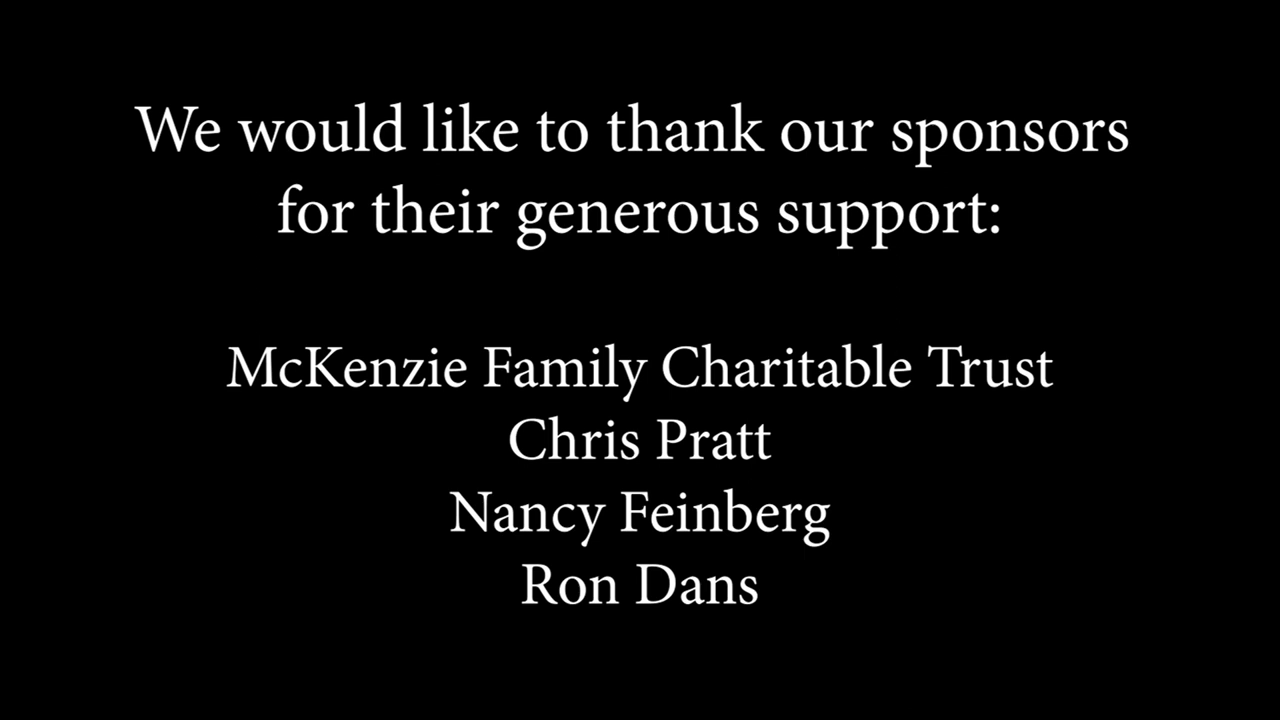 We would like to thank our sponsors
for their generous support:
McKenzie Family Charitable Trust
Chris Pratt
Nancy Feinberg
Ron Dans